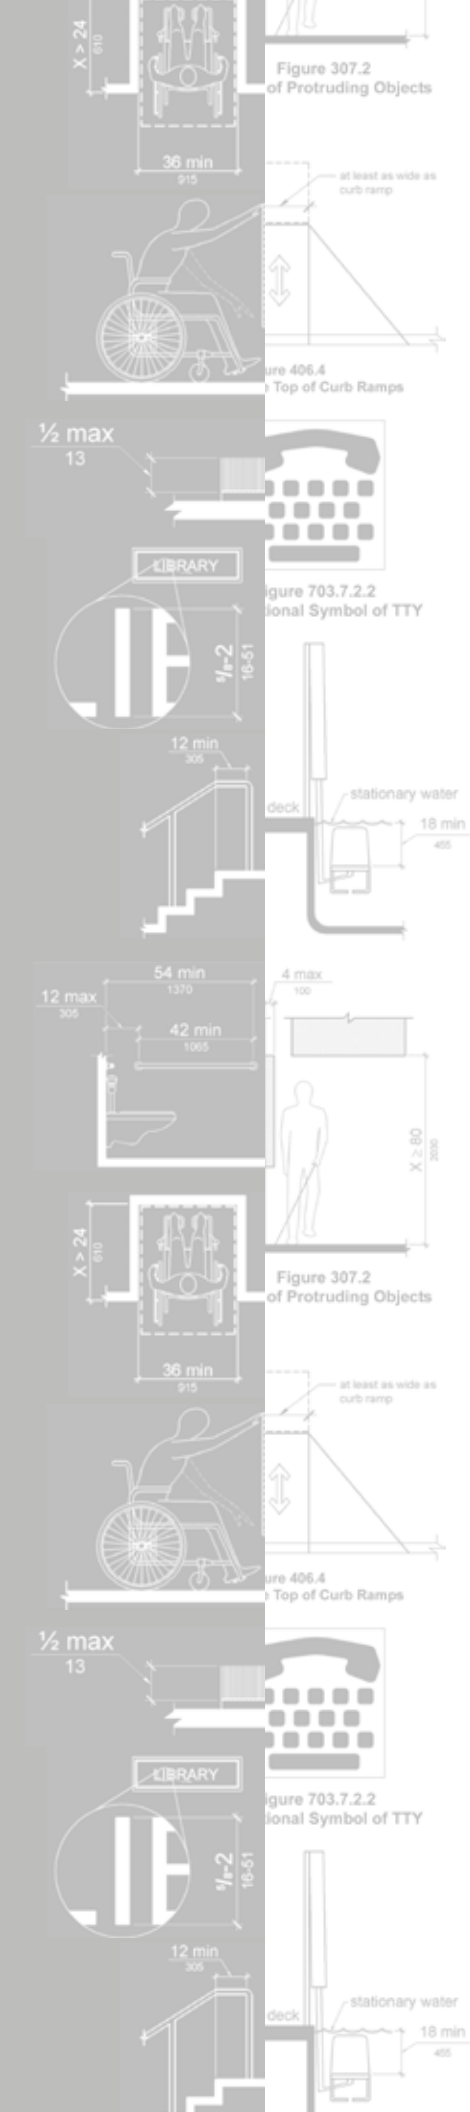 X > 24
610
36 min
915
Figure 307.2
of Protruding Objects
at least as wide as
curb ramp
ure 406.4
Top of Curb Ramps
½ max
13
LIBRARY
⅝-2
16-51
igure 703.7.2.2
ional Symbol of TTY
12 min
305
deck
stationary water
18 min
455
54 min
1370
12 max
305
42 min
1065
4 max
100
X ≥ 80
2030
X > 24
610
36 min
915
Figure 307.2
of Protruding Objects
at least as wide as
curb ramp
ure 406.4
Top of Curb Ramps
½ max
13
LIBRARY
⅝-2
16-51
igure 703.7.2.2
ional Symbol of TTY
12 min
305
deck
stationary water
18 min
455